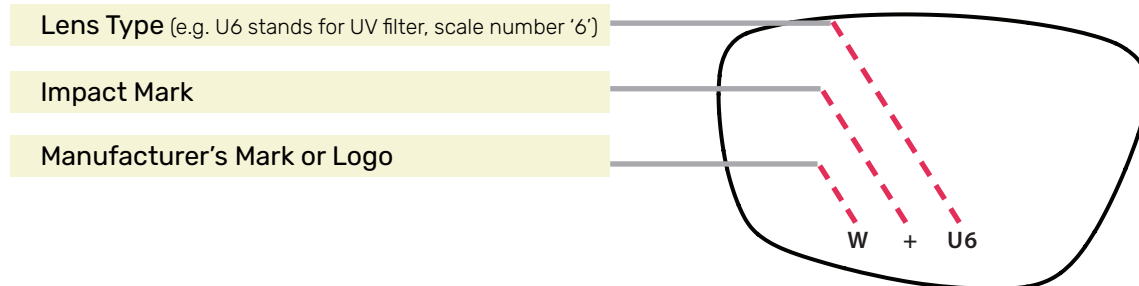 Lens Type (e.g. U6 stands for UV filter, scale number ‘6’)
Impact Mark
Manufacturer’s Mark or Logo
W + U6